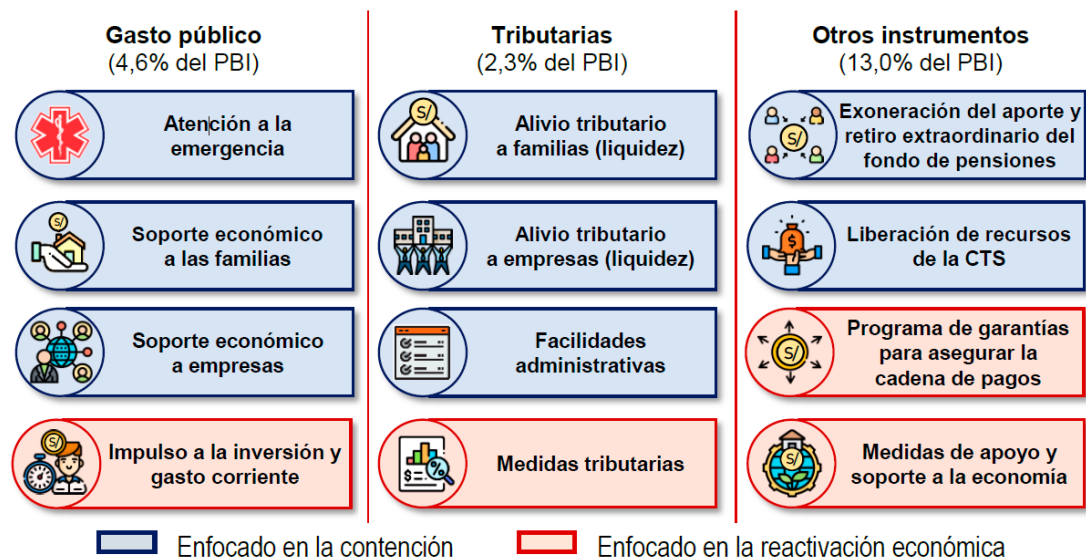 Gasto público
(4,6% del PBI)
Atención a la
emergencia
Soporte económico
a las familias
Soporte económico
a empresas
Impulso a la inversión y
gasto corriente
Tributarias
(2,3% del PBI)
Alivio tributario
a familias (liquidez)
Alivio tributario
a empresas (liquidez)
Facilidades
administrativas
Medidas tributarias
Otros instrumentos
(13,0% del PBI)
Exoneración del aporte y
retiro extraordinario del
fondo de pensiones
Liberación de recursos
de la CTS
Programa de garantías
para asegurar la
cadena de pagos
Medidas de apoyo y
soporte a la economía
Enfocado en la contención
Enfocado en la reactivación económica
S/
S/
S/
S/
S/
S/
S/
$
$=
%